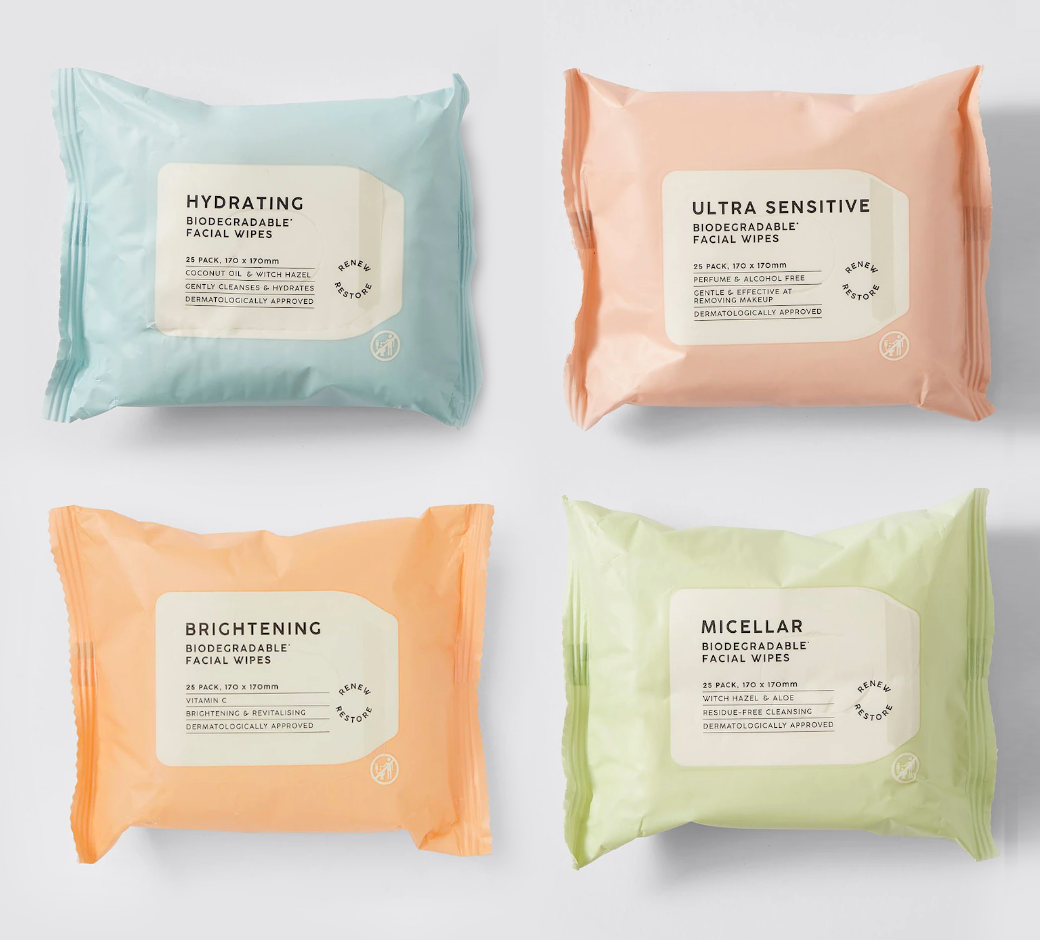 HYDRATING
BIODEGRADABLE*
FACIAL WIPES
25 PACK, 170 x 170mm
COCONUT OIL & WITCH HAZEL
GENTLY CLEANSES & HYDRATES
DERMATOLOGICALLY APPROVED
RENEW
RESTORE
ULTRA SENSITIVE
BIODEGRADABLE*
FACIAL WIPES
25 PACK, 170 x 170mm
PERFUME & ALCOHOL FREE
GENTLE & EFFECTIVE AT
REMOVING MAKEUP
DERMATOLOGICALLY APPROVED
RENEW
RESTORE
BRIGHTENING
BIODEGRADABLE*
FACIAL WIPES
25 PACK, 170 x 170mm
VITAMIN C
BRIGHTENING & REVITALISING
DERMATOLOGICALLY APPROVED
RENEW
RESTORE
MICELLAR
BIODEGRADABLE*
FACIAL WIPES
25 PACK, 170 x 170mm
WITCH HAZEL & ALOE
RESIDUE-FREE CLEANSING
DERMATOLOGICALLY APPROVED
RENEW
RESTORE